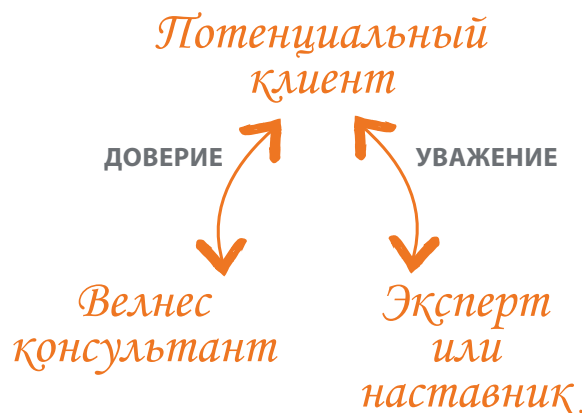 Потенциальный
клиент
ДОВЕРИЕ
УВАЖЕНИЕ
Велнес
консультант
Эксперт
или
наставник